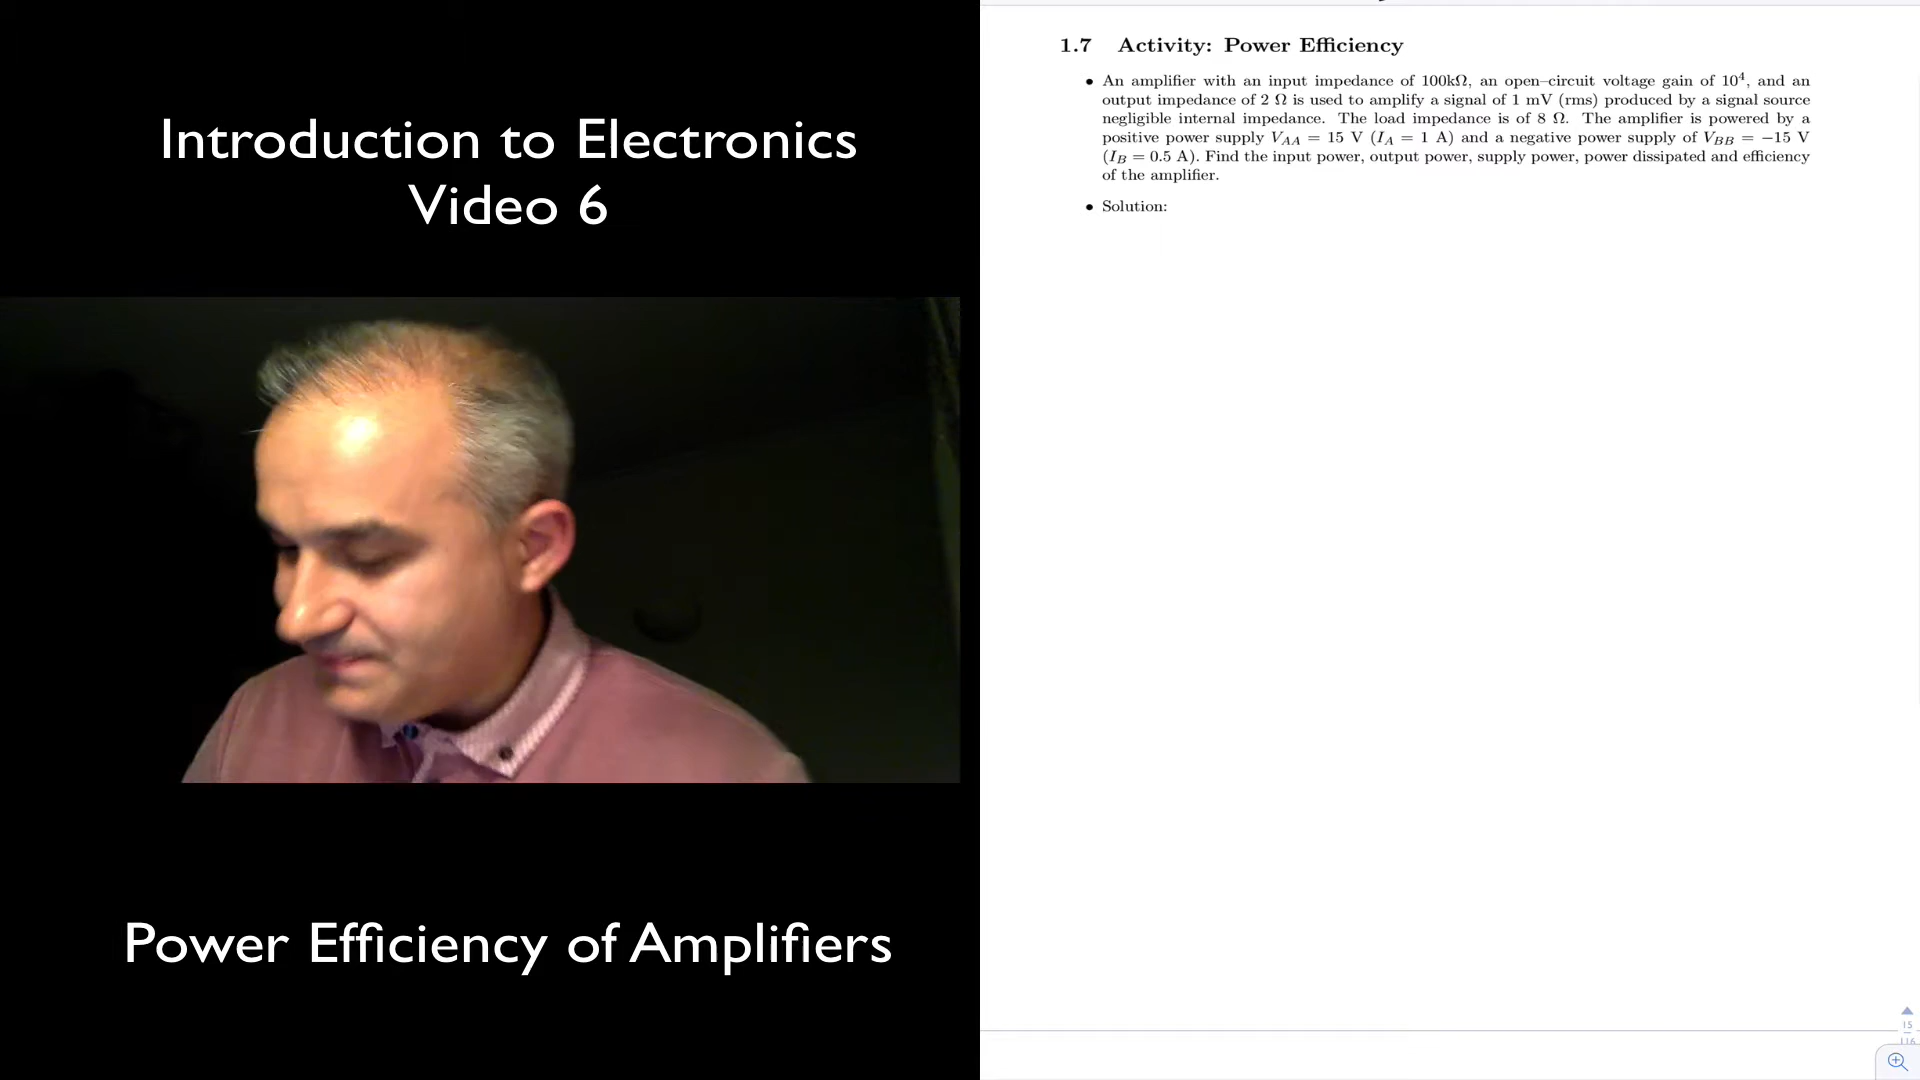 Introduction to Electronics
Video 6
Power Efficiency of Amplifiers
1.7 Activity: Power Efficiency
• An amplifier with an input impedance of 100kΩ, an open–circuit voltage gain of 10⁴, and an
output impedance of 2 Ω is used to amplify a signal of 1 mV (rms) produced by a signal source
negligible internal impedance. The load impedance is of 8 Ω. The amplifier is powered by a
positive power supply V_AA = 15 V (I_A = 1 A) and a negative power supply of V_BB = −15 V
(I_B = 0.5 A). Find the input power, output power, supply power, power dissipated and efficiency
of the amplifier.
• Solution:
15
116